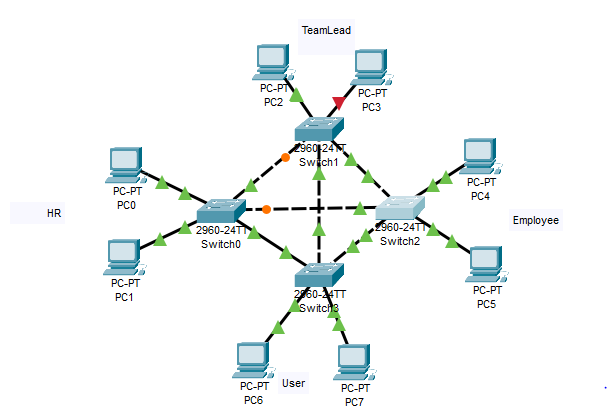 TeamLead
PC-PT
PC2
PC-PT
PC3
2960-24TT
Switch1
PC-PT
PC0
PC-PT
PC4
HR
2960-24TT
Switch0
2960-24TT
Switch2
Employee
PC-PT
PC1
PC-PT
PC5
2960-24TT
Switch3
PC-PT
PC6
User
PC-PT
PC7